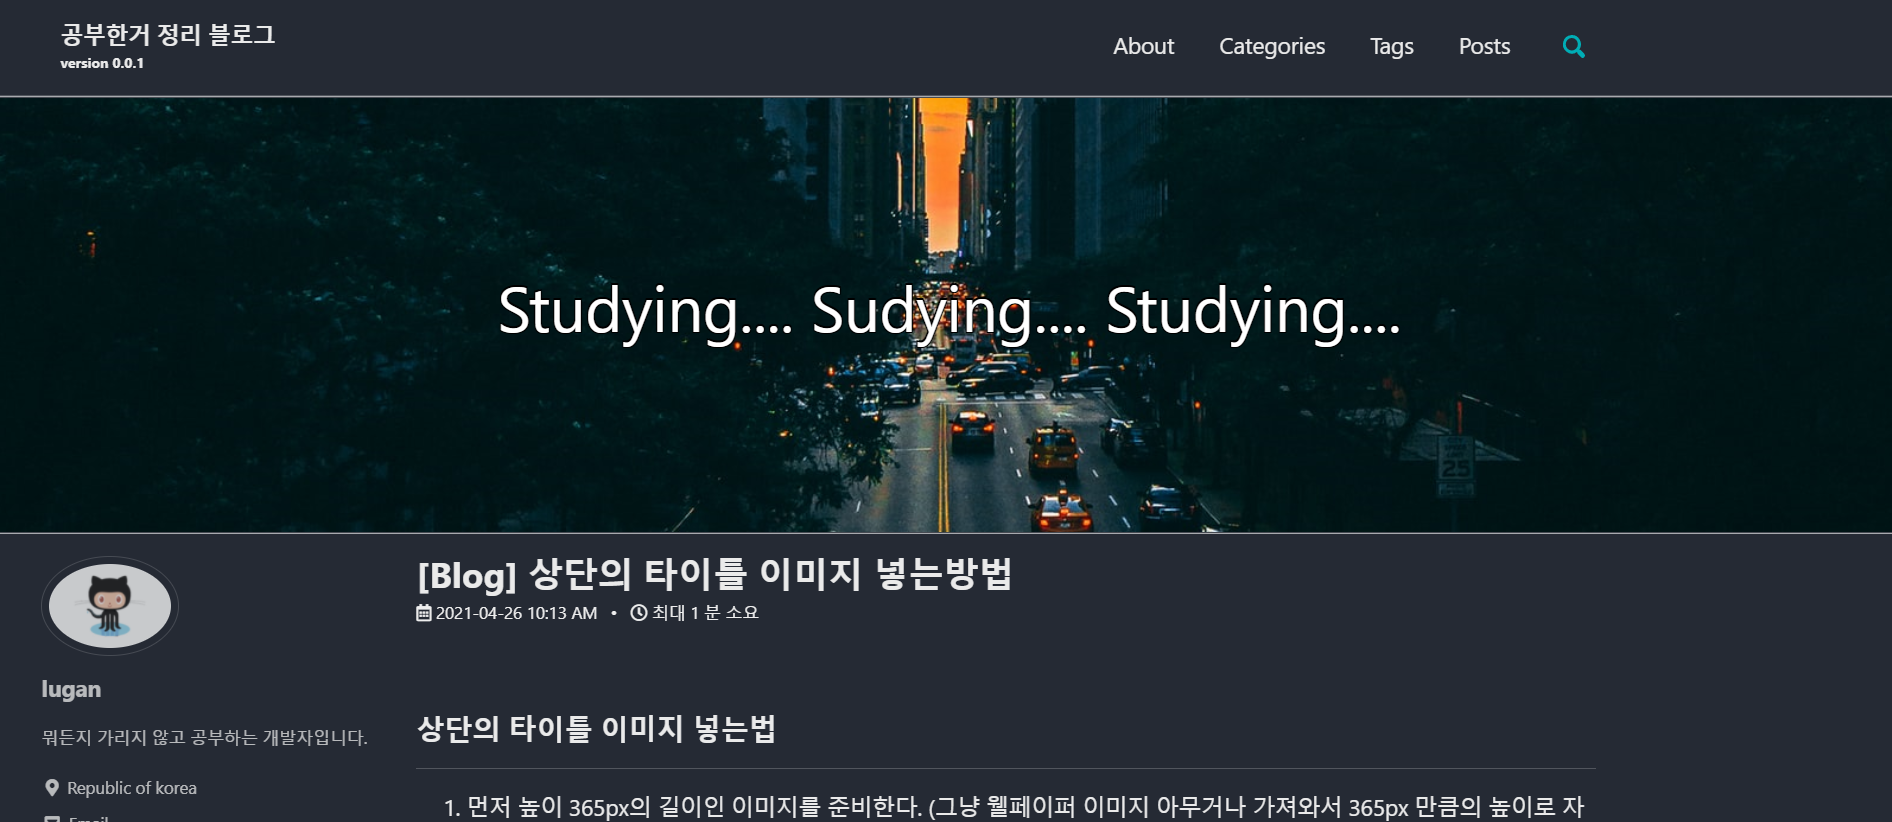 공부한거 정리 블로그
version 0.0.1
About Categories Tags Posts
Studying.... Sudying.... Studying....
25
[Blog] 상단의 타이틀 이미지 넣는방법
2021-04-26 10:13 AM • 최대 1 분 소요
lugan
뭐든지 가리지 않고 공부하는 개발자입니다.
Republic of korea
Email
상단의 타이틀 이미지 넣는법
1. 먼저 높이 365px의 길이인 이미지를 준비한다. (그냥 웰페이퍼 이미지 아무거나 가져와서 365px 만큼의 높이로 자